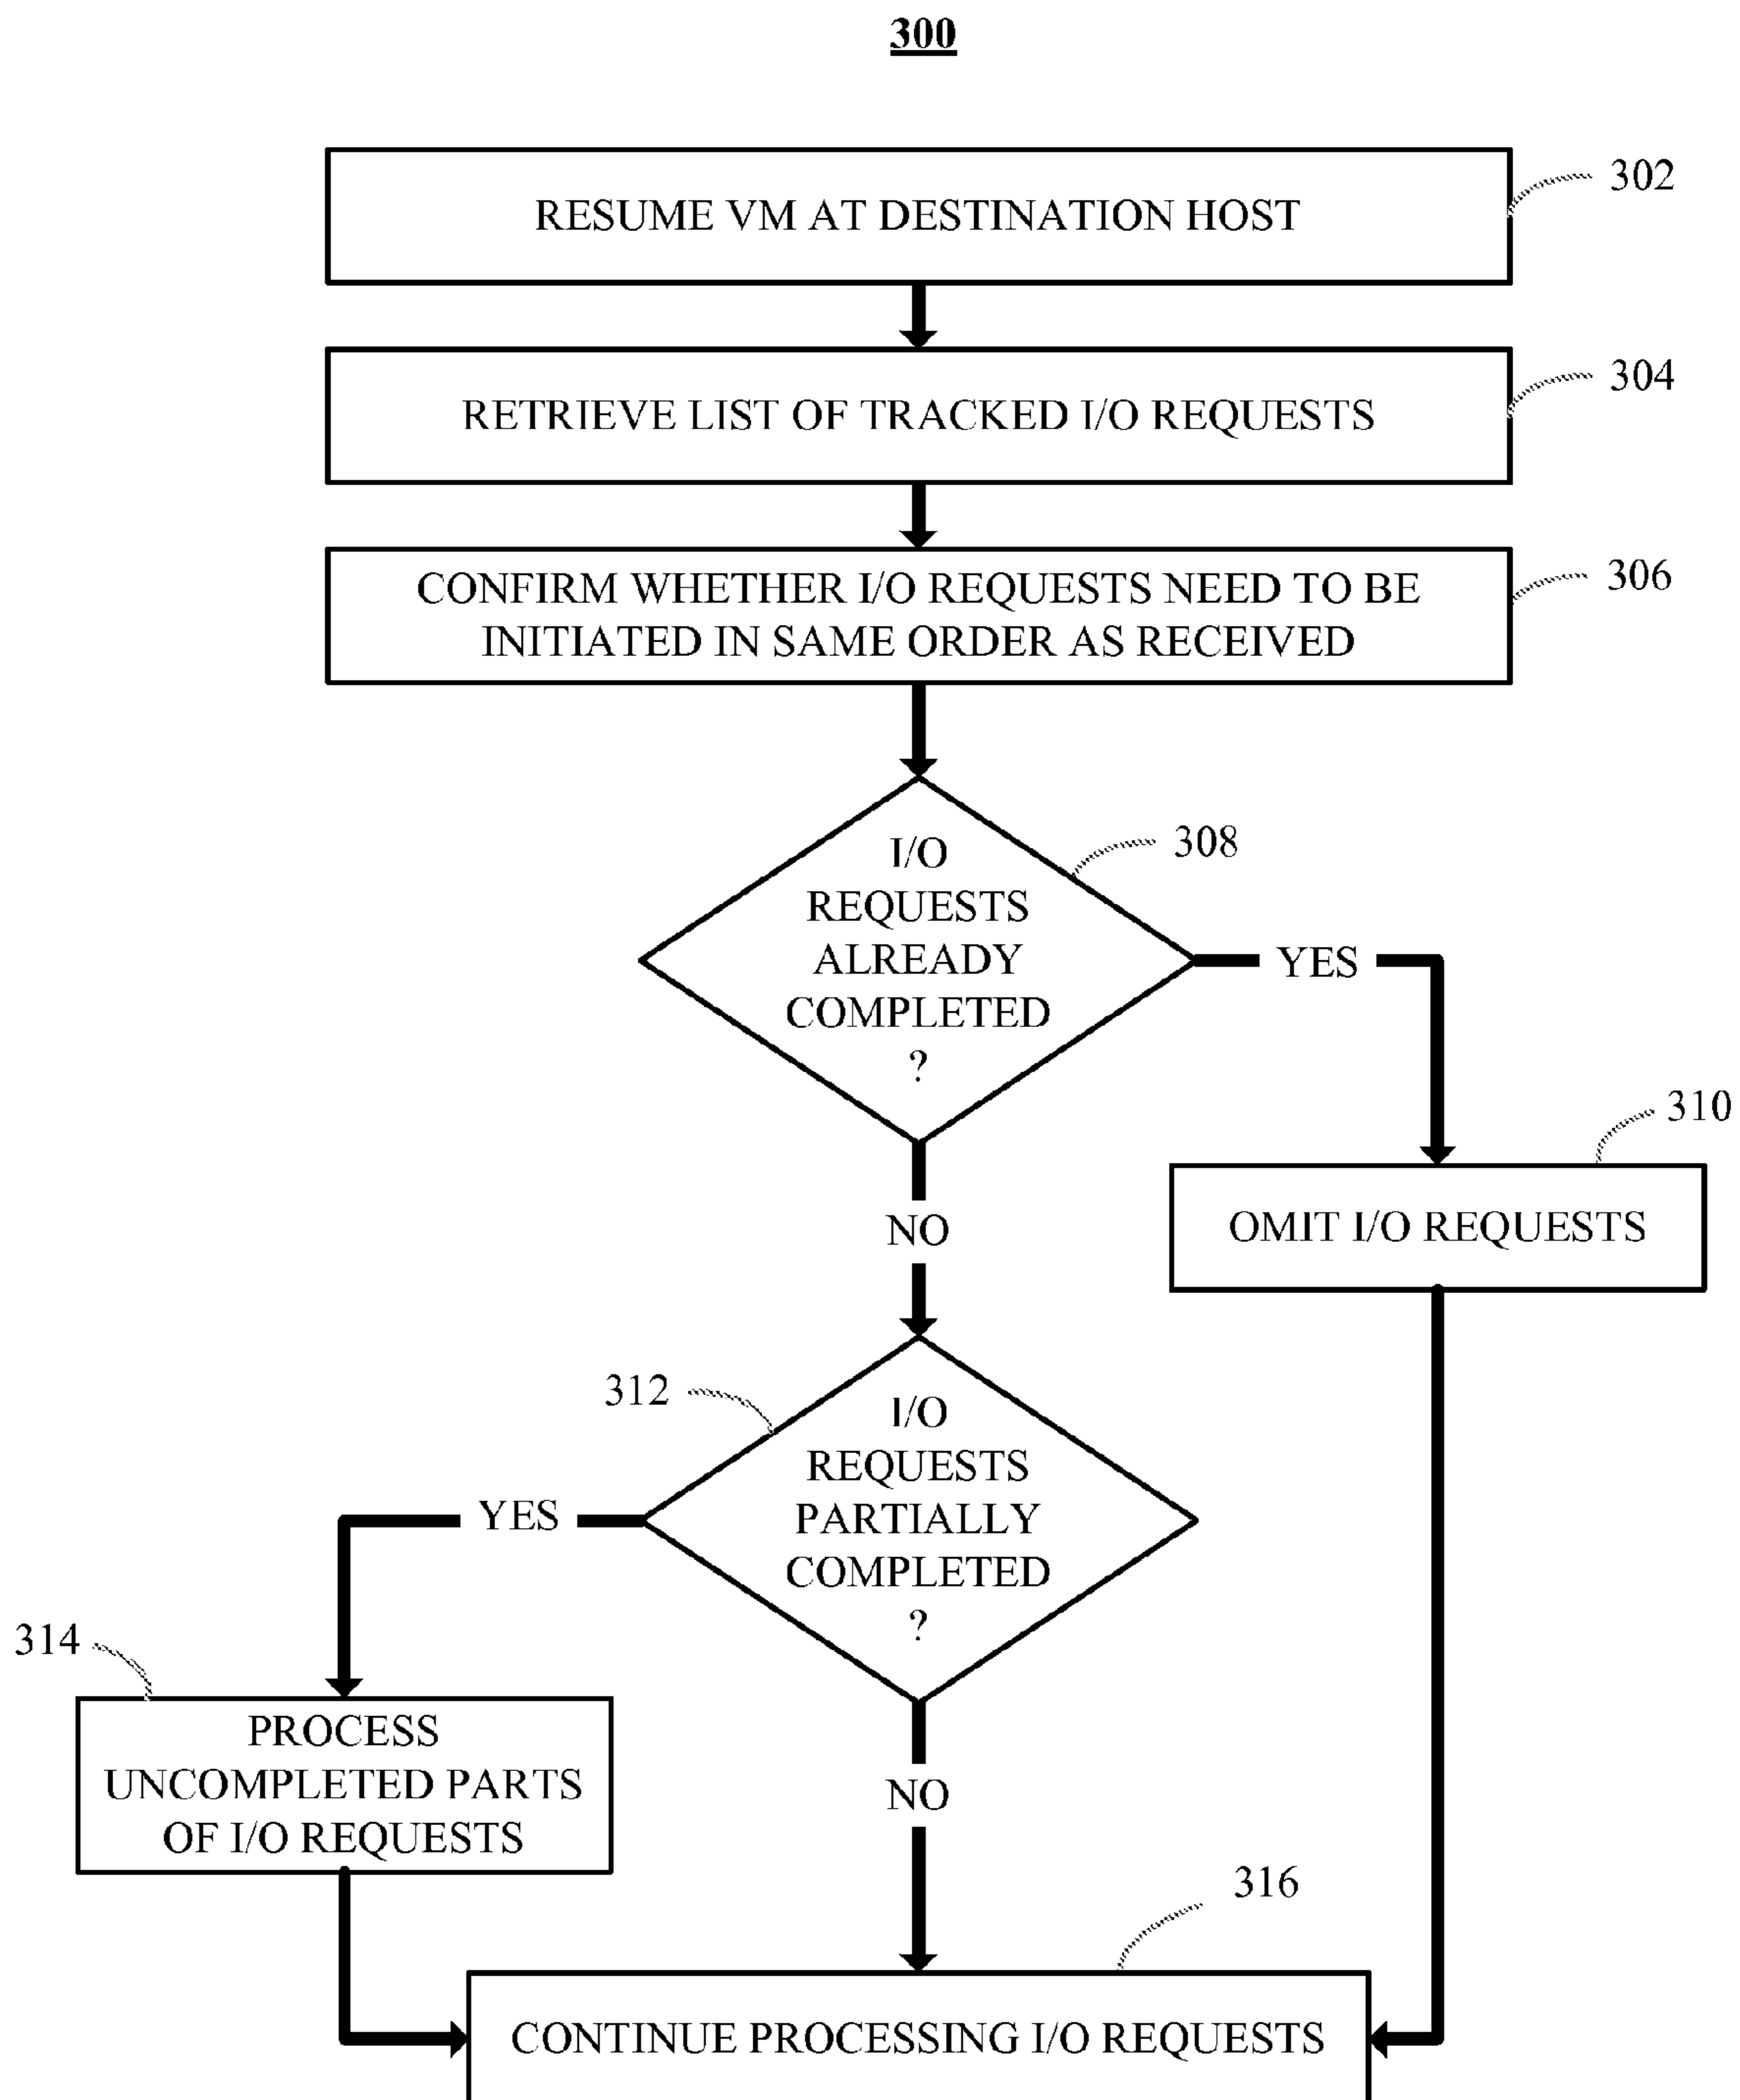 300
RESUME VM AT DESTINATION HOST
302
RETRIEVE LIST OF TRACKED I/O REQUESTS
304
CONFIRM WHETHER I/O REQUESTS NEED TO BE
INITIATED IN SAME ORDER AS RECEIVED
306
I/O
REQUESTS
ALREADY
COMPLETED
?
308
YES
310
OMIT I/O REQUESTS
NO
312
I/O
REQUESTS
PARTIALLY
COMPLETED
?
YES
314
PROCESS
UNCOMPLETED PARTS
OF I/O REQUESTS
NO
316
CONTINUE PROCESSING I/O REQUESTS